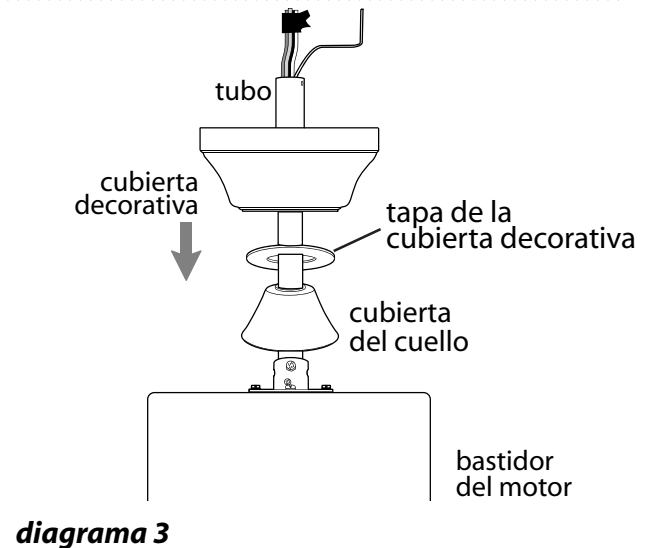 tubo
cubierta
decorativa
tapa de la
cubierta decorativa
cubierta
del cuello
bastidor
del motor
diagrama 3